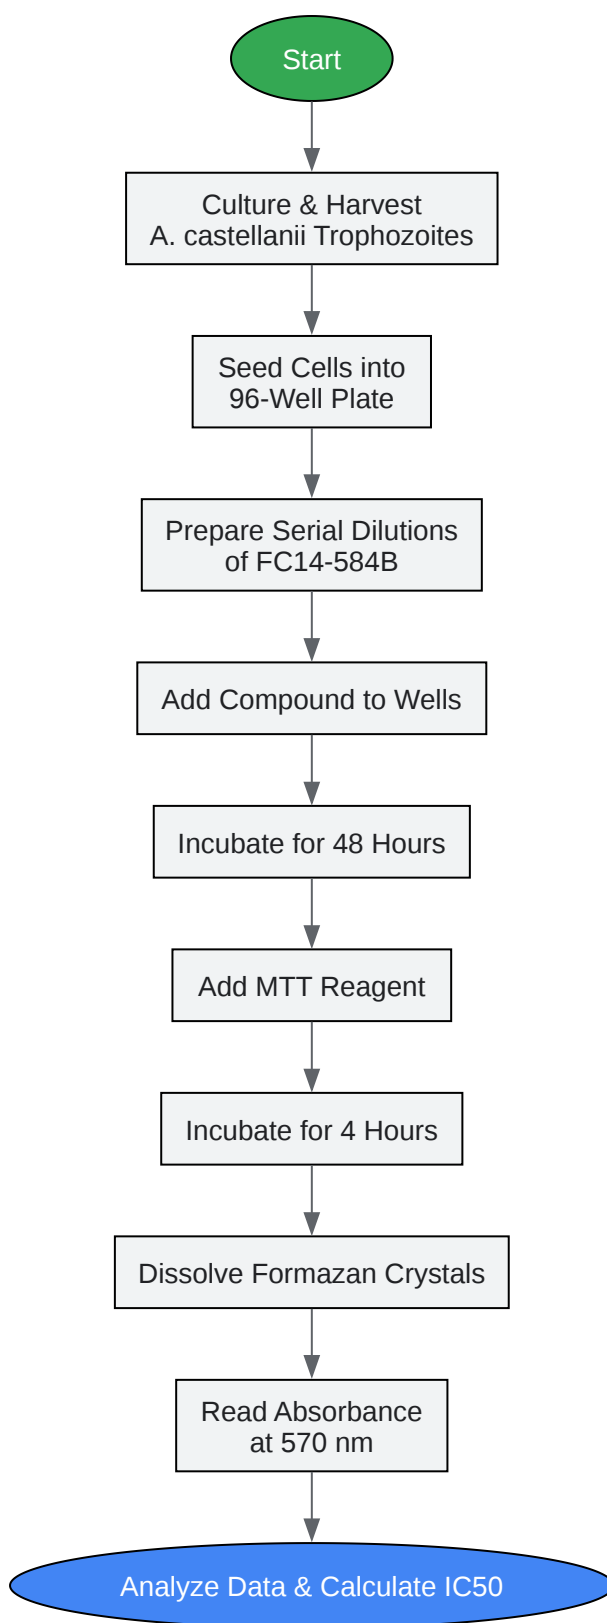 Start
Culture & Harvest
A. castellanii Trophozoites
Seed Cells into
96-Well Plate
Prepare Serial Dilutions
of FC14-584B
Add Compound to Wells
Incubate for 48 Hours
Add MTT Reagent
Incubate for 4 Hours
Dissolve Formazan Crystals
Read Absorbance
at 570 nm
Analyze Data & Calculate IC50